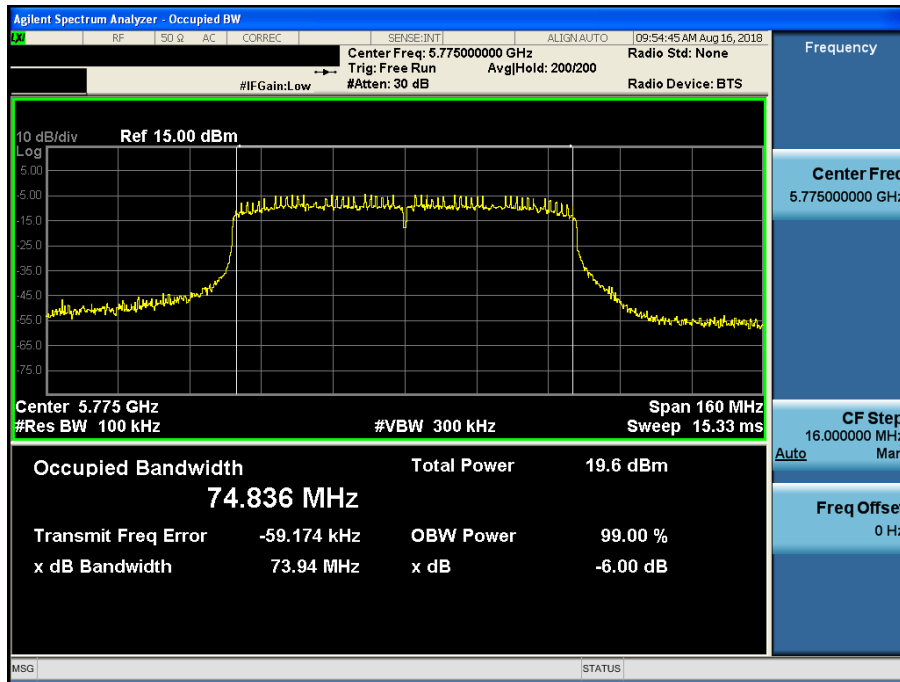 Agilent Spectrum Analyzer - Occupied BW
LXI RF 50 Ω AC CORREC SENSE:INT ALIGNAUTO 09:54:45 AM Aug 16, 2018
Center Freq: 5.775000000 GHz Radio Std: None
Trig: Free Run Avg|Hold: 200/200
#IFGain:Low #Atten: 30 dB Radio Device: BTS
10 dB/div Ref 15.00 dBm
Log
5.00
-5.00
-15.0
-25.0
-35.0
-45.0
-55.0
-65.0
-75.0
Center 5.775 GHz Span 160 MHz
#Res BW 100 kHz #VBW 300 kHz Sweep 15.33 ms
Occupied Bandwidth Total Power 19.6 dBm
74.836 MHz
Transmit Freq Error -59.174 kHz OBW Power 99.00 %
x dB Bandwidth 73.94 MHz x dB -6.00 dB
Frequency
Center Freq
5.775000000 GHz
CF Step
16.000000 MHz
Auto Man
Freq Offset
0 Hz
MSG STATUS